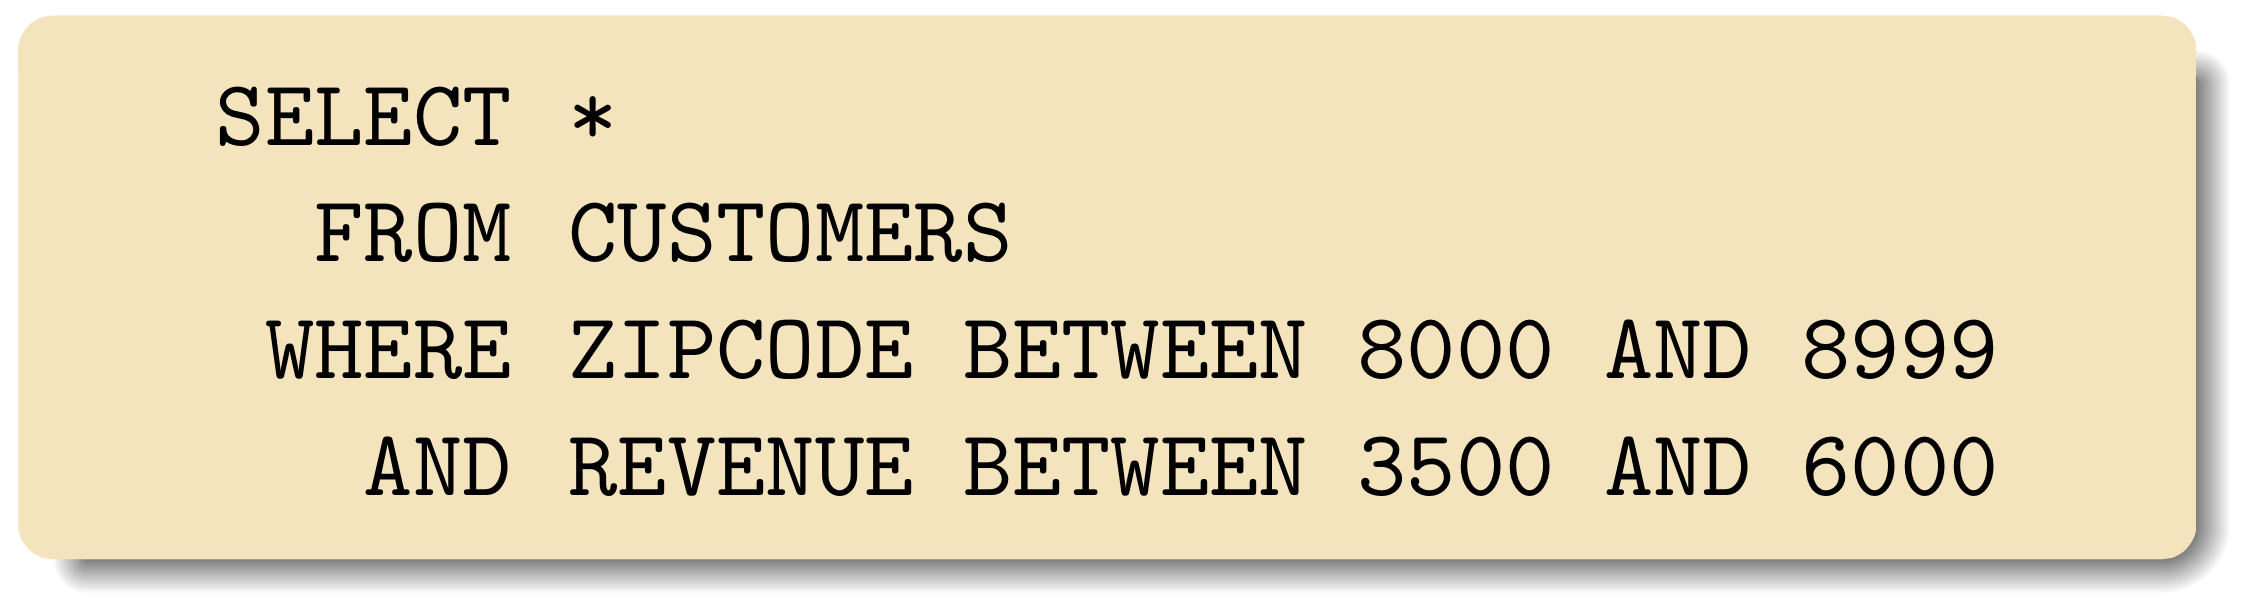 SELECT *
FROM CUSTOMERS
WHERE ZIPCODE BETWEEN 8000 AND 8999
AND REVENUE BETWEEN 3500 AND 6000